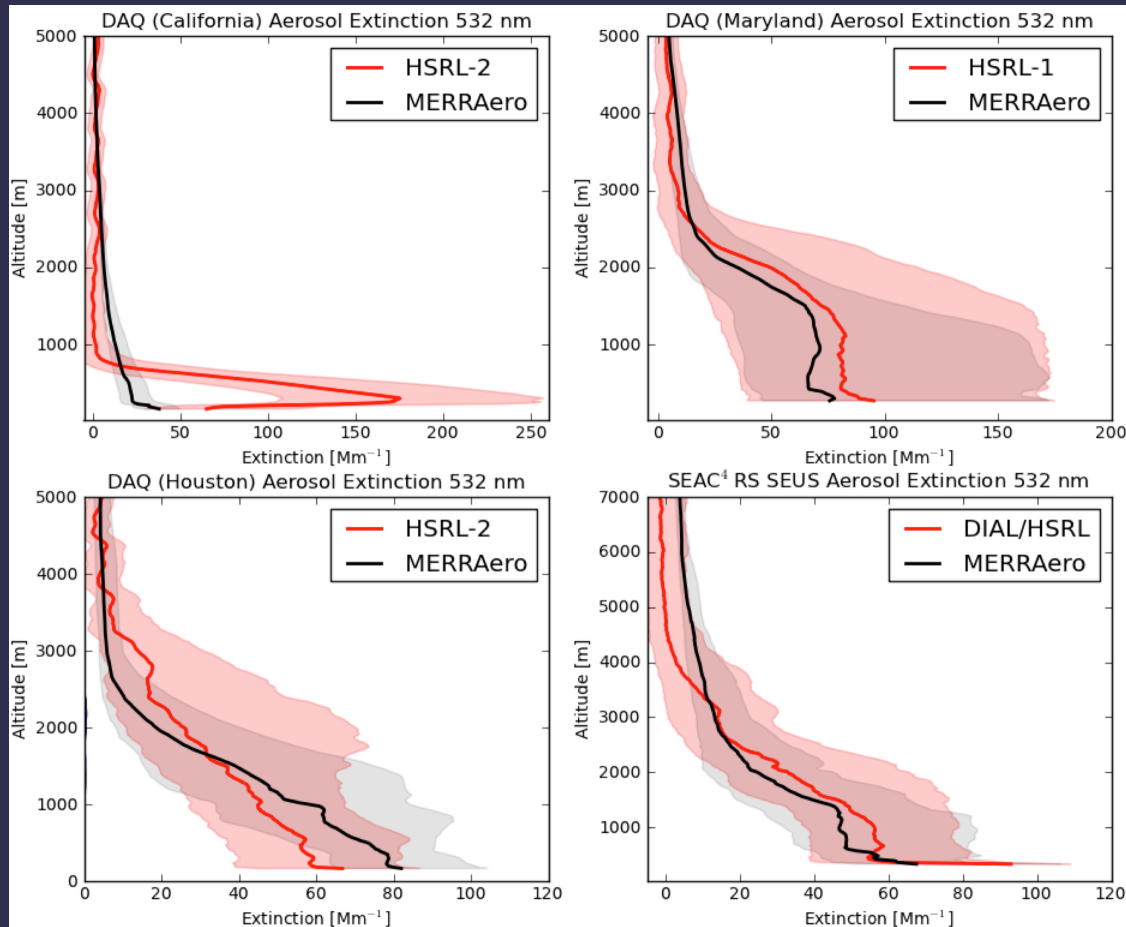 DAQ (California) Aerosol Extinction 532 nm
5000
4000
3000
2000
1000
Altitude [m]
HSRL-2
MERRAero
0 50 100 150 200 250
Extinction [Mm⁻¹]
DAQ (Maryland) Aerosol Extinction 532 nm
5000
4000
3000
2000
1000
Altitude [m]
HSRL-1
MERRAero
0 50 100 150 200
Extinction [Mm⁻¹]
DAQ (Houston) Aerosol Extinction 532 nm
5000
4000
3000
2000
1000
0
Altitude [m]
HSRL-2
MERRAero
0 20 40 60 80 100 120
Extinction [Mm⁻¹]
SEAC⁴ RS SEUS Aerosol Extinction 532 nm
7000
6000
5000
4000
3000
2000
1000
Altitude [m]
DIAL/HSRL
MERRAero
0 20 40 60 80 100 120
Extinction [Mm⁻¹]